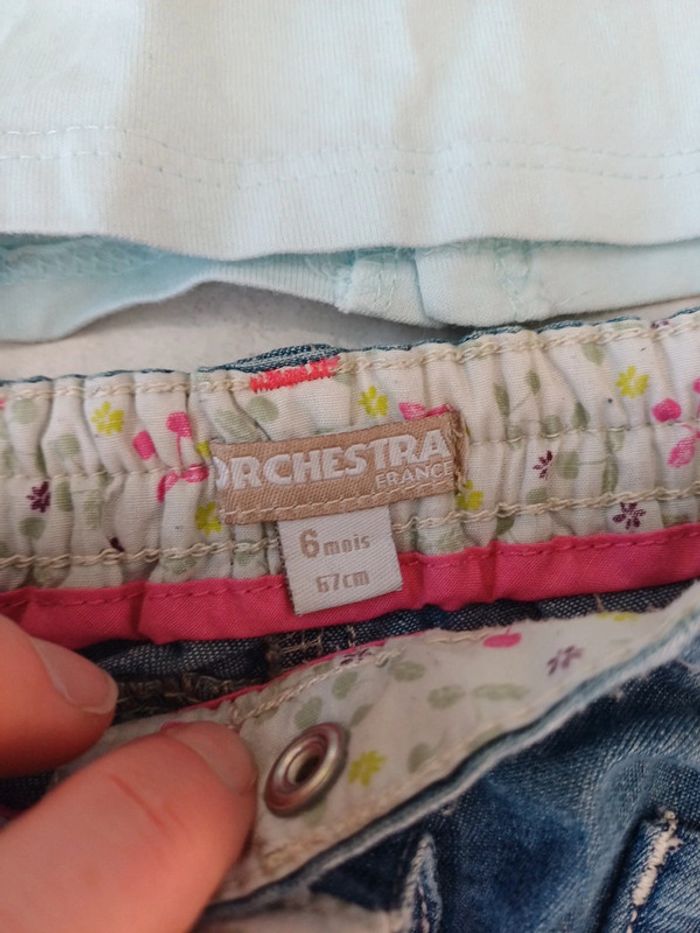 ORCHESTRA
FRANCE
6 mois
67cm